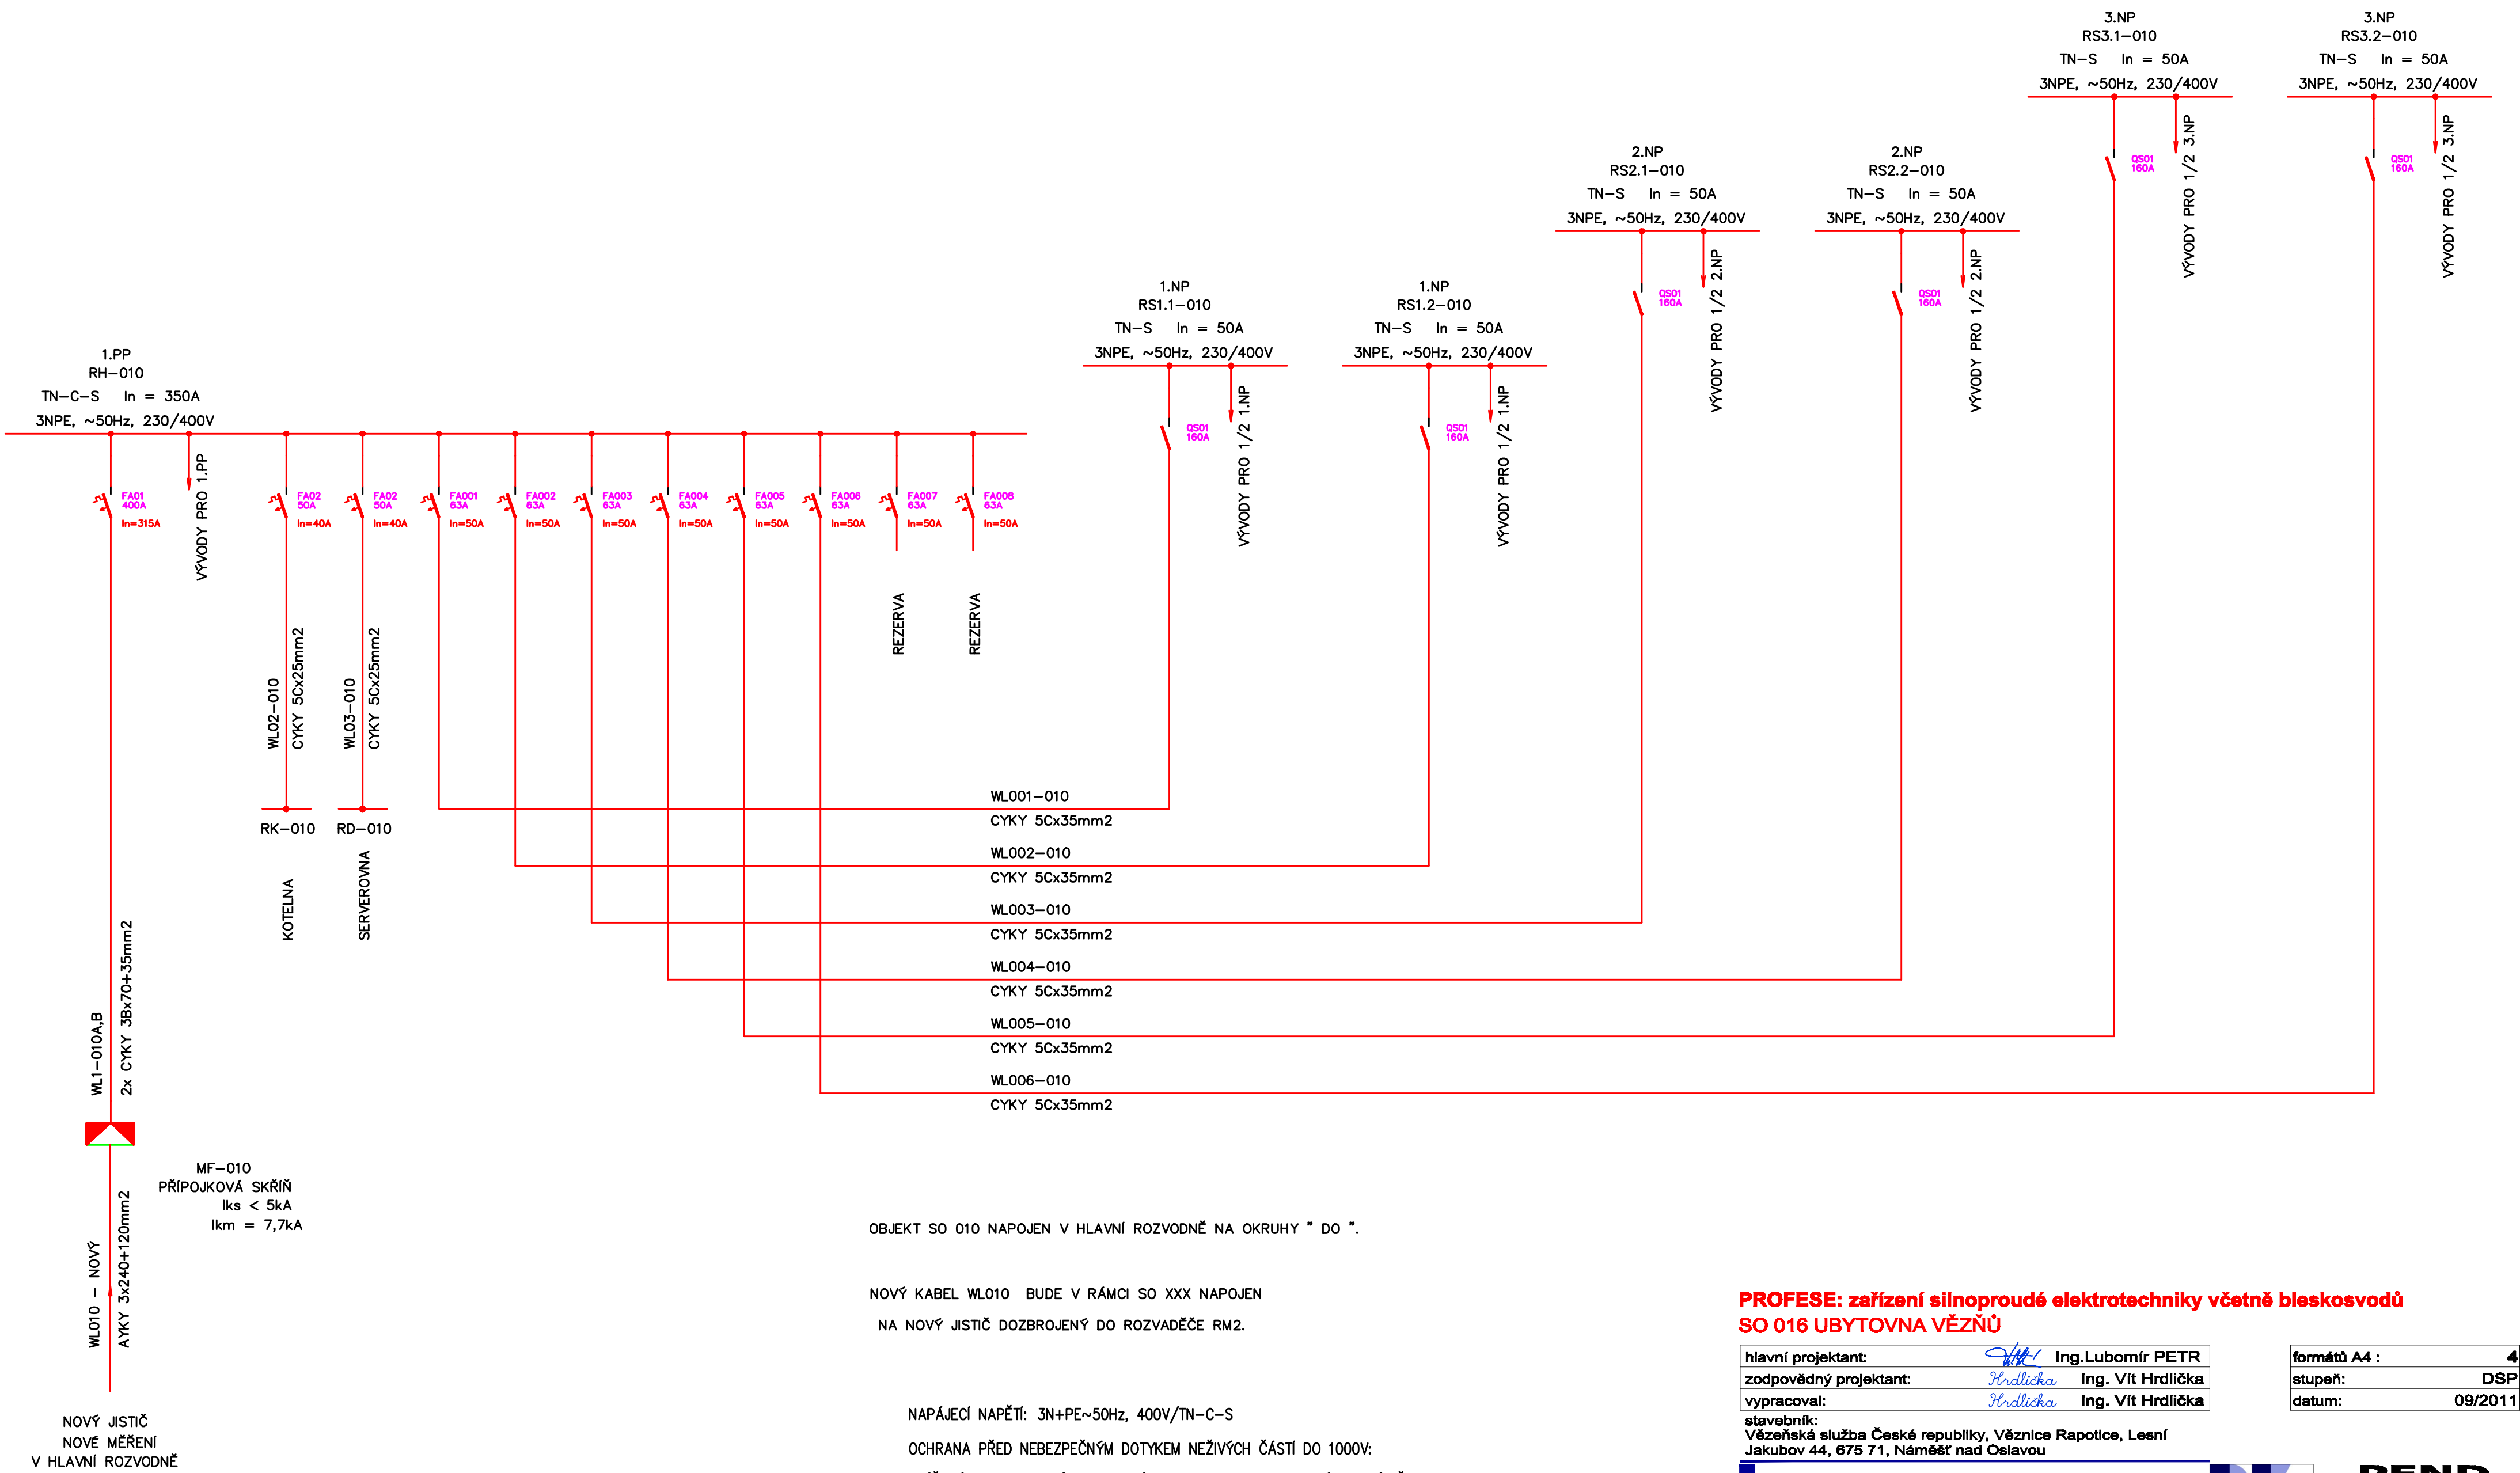 1.PP
RH-010
TN-C-S In = 350A
3NPE, ~50Hz, 230/400V
VÝVODY PRO 1.PP
FA01
400A
In=315A
FA02
50A
In=40A
FA02
50A
In=40A
FA001
63A
In=50A
FA002
63A
In=50A
FA003
63A
In=50A
FA004
63A
In=50A
FA005
63A
In=50A
FA006
63A
In=50A
FA007
63A
In=50A
FA008
63A
In=50A
REZERVA
REZERVA
1.NP
RS1.1-010
TN-S In = 50A
3NPE, ~50Hz, 230/400V
QS01
160A
VÝVODY PRO 1/2 1.NP
1.NP
RS1.2-010
TN-S In = 50A
3NPE, ~50Hz, 230/400V
QS01
160A
VÝVODY PRO 1/2 1.NP
2.NP
RS2.1-010
TN-S In = 50A
3NPE, ~50Hz, 230/400V
QS01
160A
VÝVODY PRO 1/2 2.NP
2.NP
RS2.2-010
TN-S In = 50A
3NPE, ~50Hz, 230/400V
QS01
160A
VÝVODY PRO 1/2 2.NP
3.NP
RS3.1-010
TN-S In = 50A
3NPE, ~50Hz, 230/400V
QS01
160A
VÝVODY PRO 1/2 3.NP
3.NP
RS3.2-010
TN-S In = 50A
3NPE, ~50Hz, 230/400V
QS01
160A
VÝVODY PRO 1/2 3.NP
WL02-010
CYKY 5Cx25mm2
WL03-010
CYKY 5Cx25mm2
RK-010
RD-010
KOTELNA
SERVEROVNA
WL001-010
CYKY 5Cx35mm2
WL002-010
CYKY 5Cx35mm2
WL003-010
CYKY 5Cx35mm2
WL004-010
CYKY 5Cx35mm2
WL005-010
CYKY 5Cx35mm2
WL006-010
CYKY 5Cx35mm2
WL1-010A,B
2x CYKY 3Bx70+35mm2
MF-010
PŘÍPOJKOVÁ SKŘÍŇ
Iks < 5kA
Ikm = 7,7kA
WL010 - NOVÝ
AYKY 3x240+120mm2
NOVÝ JISTIČ
NOVÉ MĚŘENÍ
V HLAVNÍ ROZVODNĚ
OBJEKT SO 010 NAPOJEN V HLAVNÍ ROZVODNĚ NA OKRUHY " DO ".
NOVÝ KABEL WL010 BUDE V RÁMCI SO XXX NAPOJEN
NA NOVÝ JISTIČ DOZBROJENÝ DO ROZVADĚČE RM2.
NAPÁJECÍ NAPĚTÍ: 3N+PE~50Hz, 400V/TN-C-S
OCHRANA PŘED NEBEZPEČNÝM DOTYKEM NEŽIVÝCH ČÁSTÍ DO 1000V:
PROFESE: zařízení silnoproudé elektrotechniky včetně bleskosvodů
SO 016 UBYTOVNA VĚZŇŮ
hlavní projektant: Ing.Lubomír PETR
zodpovědný projektant: Hrdlička Ing. Vít Hrdlička
vypracoval: Hrdlička Ing. Vít Hrdlička
formátů A4 : 4
stupeň: DSP
datum: 09/2011
stavebník:
Vězeňská služba České republiky, Věznice Rapotice, Lesní
Jakubov 44, 675 71, Náměšť nad Oslavou